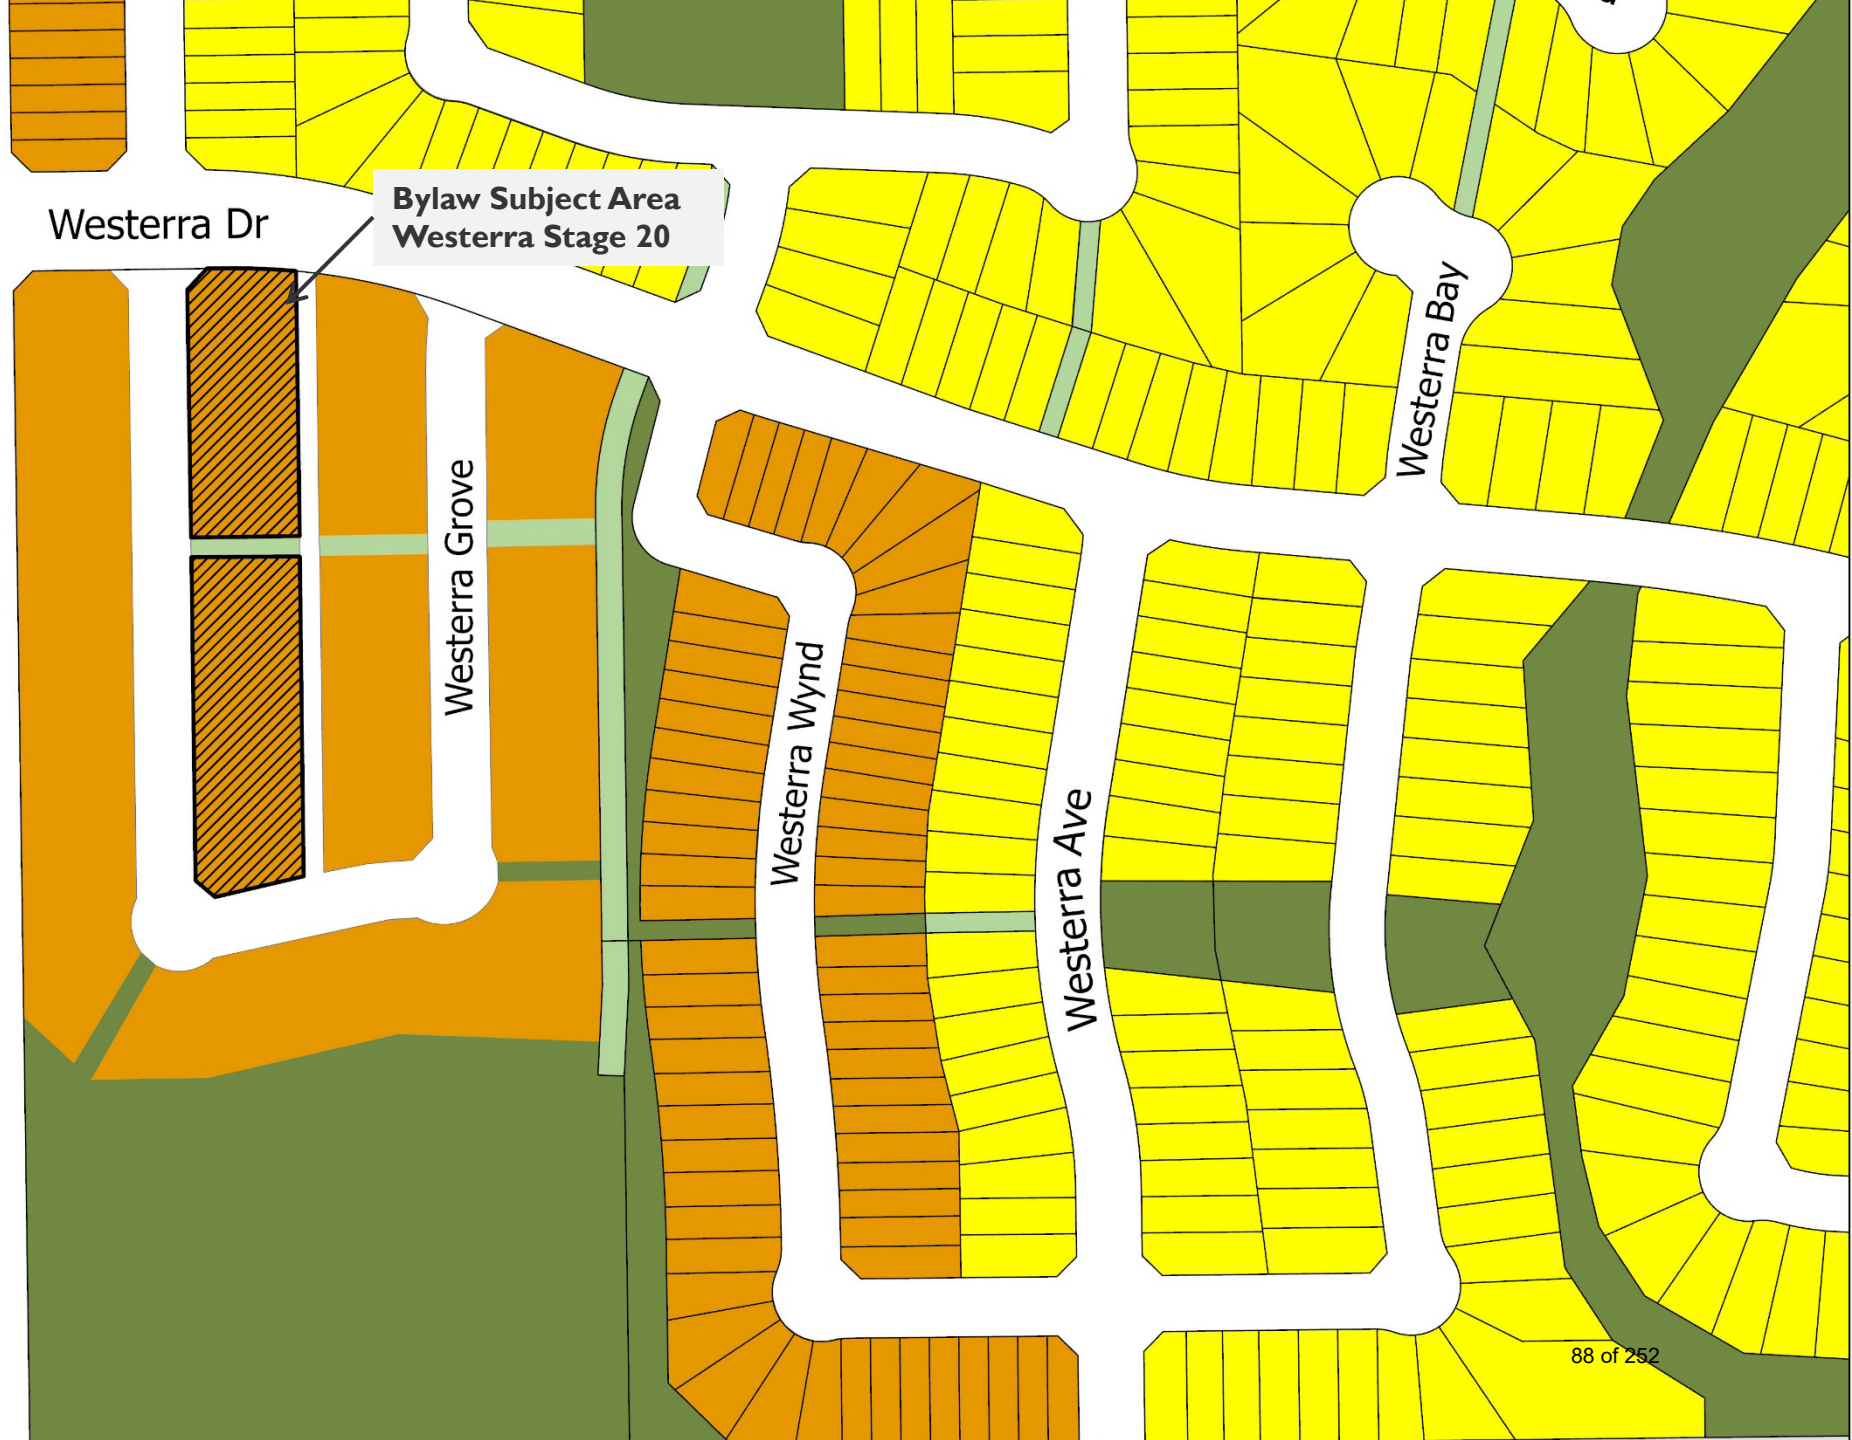 Bylaw Subject Area
Westerra Stage 20
Westerra Dr
Westerra Bay
Westerra Grove
Westerra Wynd
Westerra Ave
88 of 252